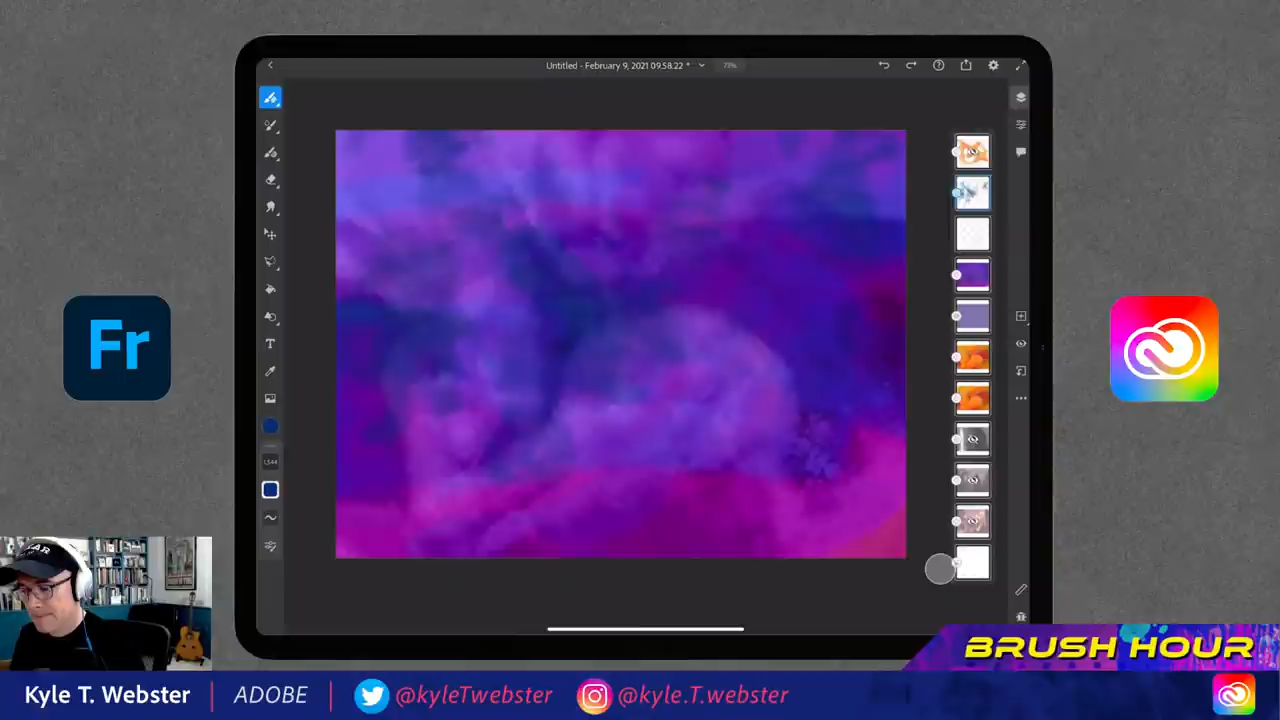 Untitled - February 9, 2021 09.58.22 *
Fr
T
BRUSH HOUR
Kyle T. Webster | ADOBE | @kyleTwebster @kyle.T.webster